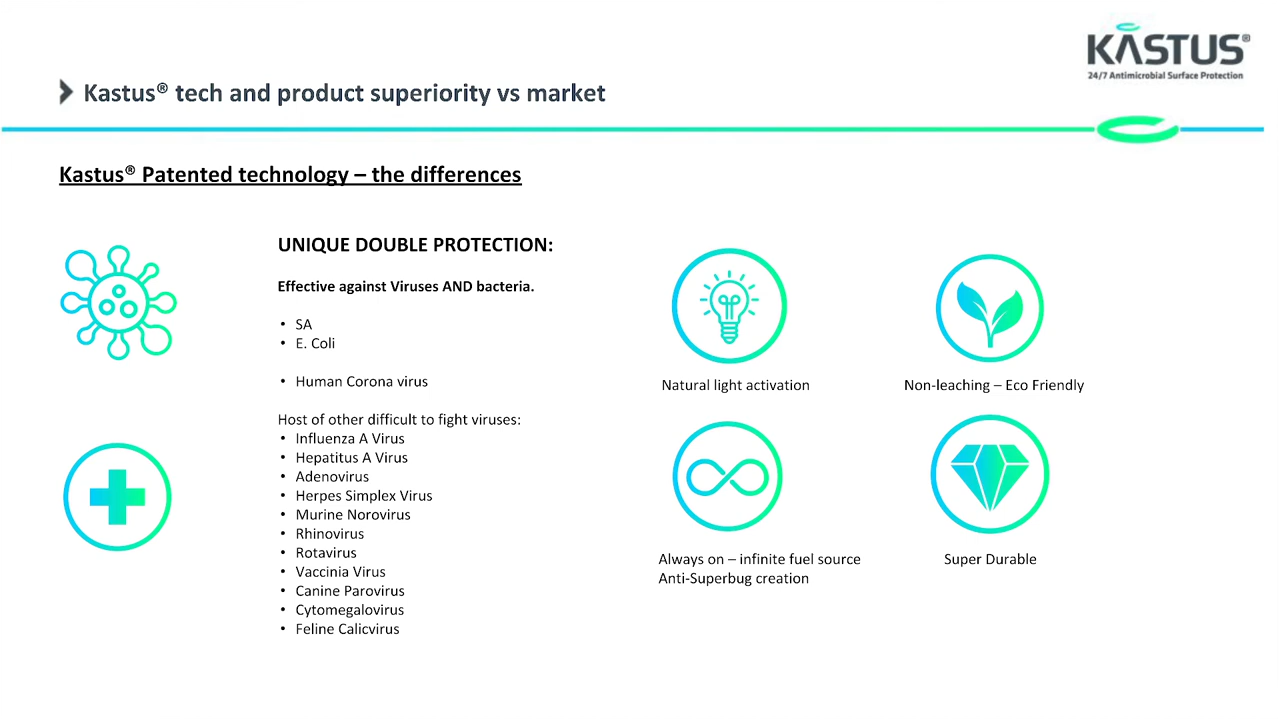 KASTUS®
24/7 Antimicrobial Surface Protection
Kastus® tech and product superiority vs market
Kastus® Patented technology – the differences
UNIQUE DOUBLE PROTECTION:
Effective against Viruses AND bacteria.
• SA
• E. Coli
• Human Corona virus
Host of other difficult to fight viruses:
• Influenza A Virus
• Hepatitus A Virus
• Adenovirus
• Herpes Simplex Virus
• Murine Norovirus
• Rhinovirus
• Rotavirus
• Vaccinia Virus
• Canine Parovirus
• Cytomegalovirus
• Feline Calicvirus
Natural light activation
Non-leaching – Eco Friendly
Always on – infinite fuel source
Anti-Superbug creation
Super Durable